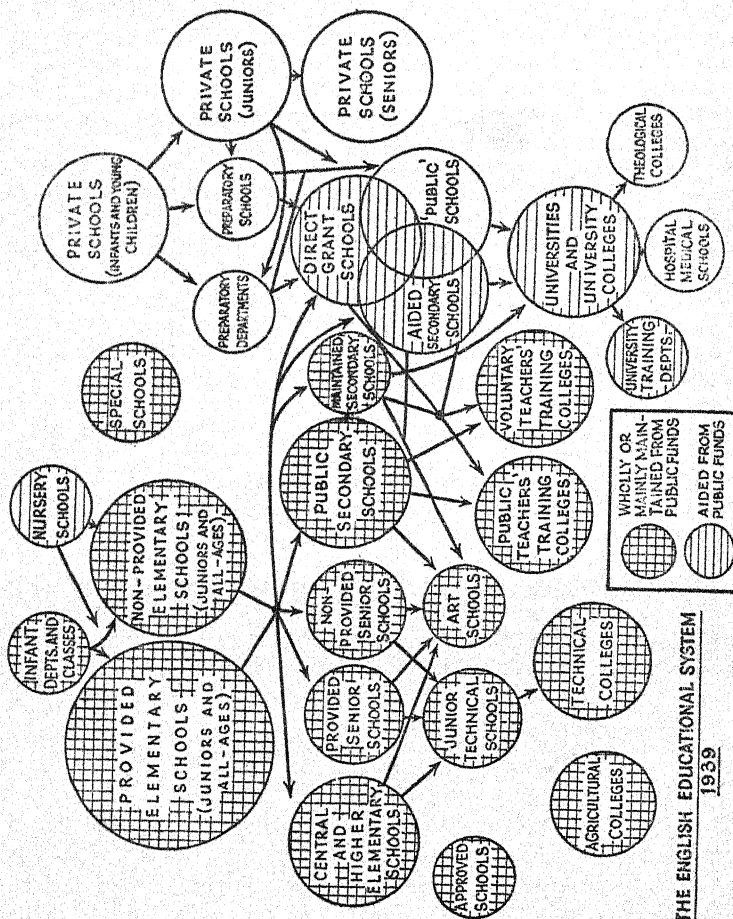 PRIVATE
SCHOOLS
(INFANTS AND YOUNG
CHILDREN)
PRIVATE
SCHOOLS
(JUNIORS)
PRIVATE
SCHOOLS
(SENIORS)
PREPARATORY
SCHOOLS
PREPARATORY
DEPARTMENTS
SPECIAL
SCHOOLS
NURSERY
SCHOOLS
INFANT
DEPTS. AND
CLASSES
NON-PROVIDED
ELEMENTARY
SCHOOLS
(JUNIORS AND
ALL-AGES)
PROVIDED
ELEMENTARY
SCHOOLS
(JUNIORS AND
ALL-AGES)
DIRECT
GRANT
SCHOOLS
'PUBLIC'
SCHOOLS
AIDED
SECONDARY
SCHOOLS
MAINTAINED
SECONDARY
SCHOOLS
PUBLIC
SECONDARY
SCHOOLS
NON-
PROVIDED
SENIOR
SCHOOLS
PROVIDED
SENIOR
SCHOOLS
CENTRAL
AND
HIGHER
ELEMENTARY
SCHOOLS
APPROVED
SCHOOLS
JUNIOR
TECHNICAL
SCHOOLS
ART
SCHOOLS
PUBLIC
TEACHERS'
TRAINING
COLLEGES
VOLUNTARY
TEACHERS'
TRAINING
COLLEGES
UNIVERSITIES
AND
UNIVERSITY
COLLEGES
THEOLOGICAL
COLLEGES
HOSPITAL
MEDICAL
SCHOOLS
UNIVERSITY
TRAINING
DEPTS.
AGRICULTURAL
COLLEGES
TECHNICAL
COLLEGES
WHOLLY OR
MAINLY MAIN-
TAINED FROM
PUBLIC FUNDS
AIDED FROM
PUBLIC FUNDS
THE ENGLISH EDUCATIONAL SYSTEM
1939